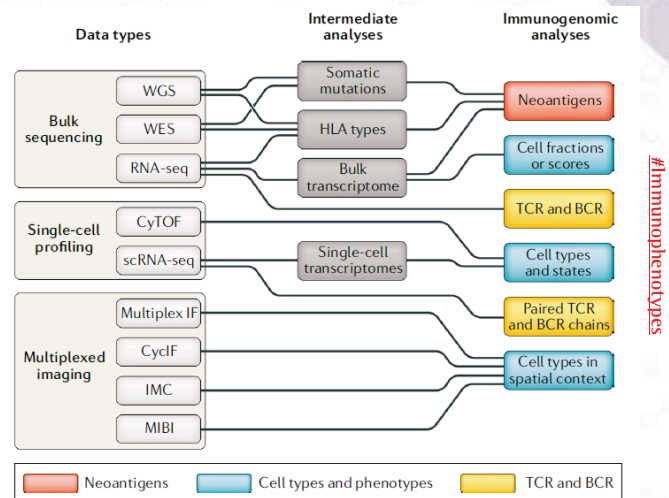 Data types
Intermediate
analyses
Immunogenomic
analyses
Bulk
sequencing
WGS
WES
RNA-seq
Somatic
mutations
HLA types
Bulk
transcriptome
Neoantigens
Cell fractions
or scores
TCR and BCR
Single-cell
profiling
CyTOF
scRNA-seq
Single-cell
transcriptomes
Cell types
and states
Paired TCR
and BCR chains
Multiplexed
imaging
Multiplex IF
CycIF
IMC
MIBI
Cell types in
spatial context
Neoantigens
Cell types and phenotypes
TCR and BCR
#Immunophenotypes